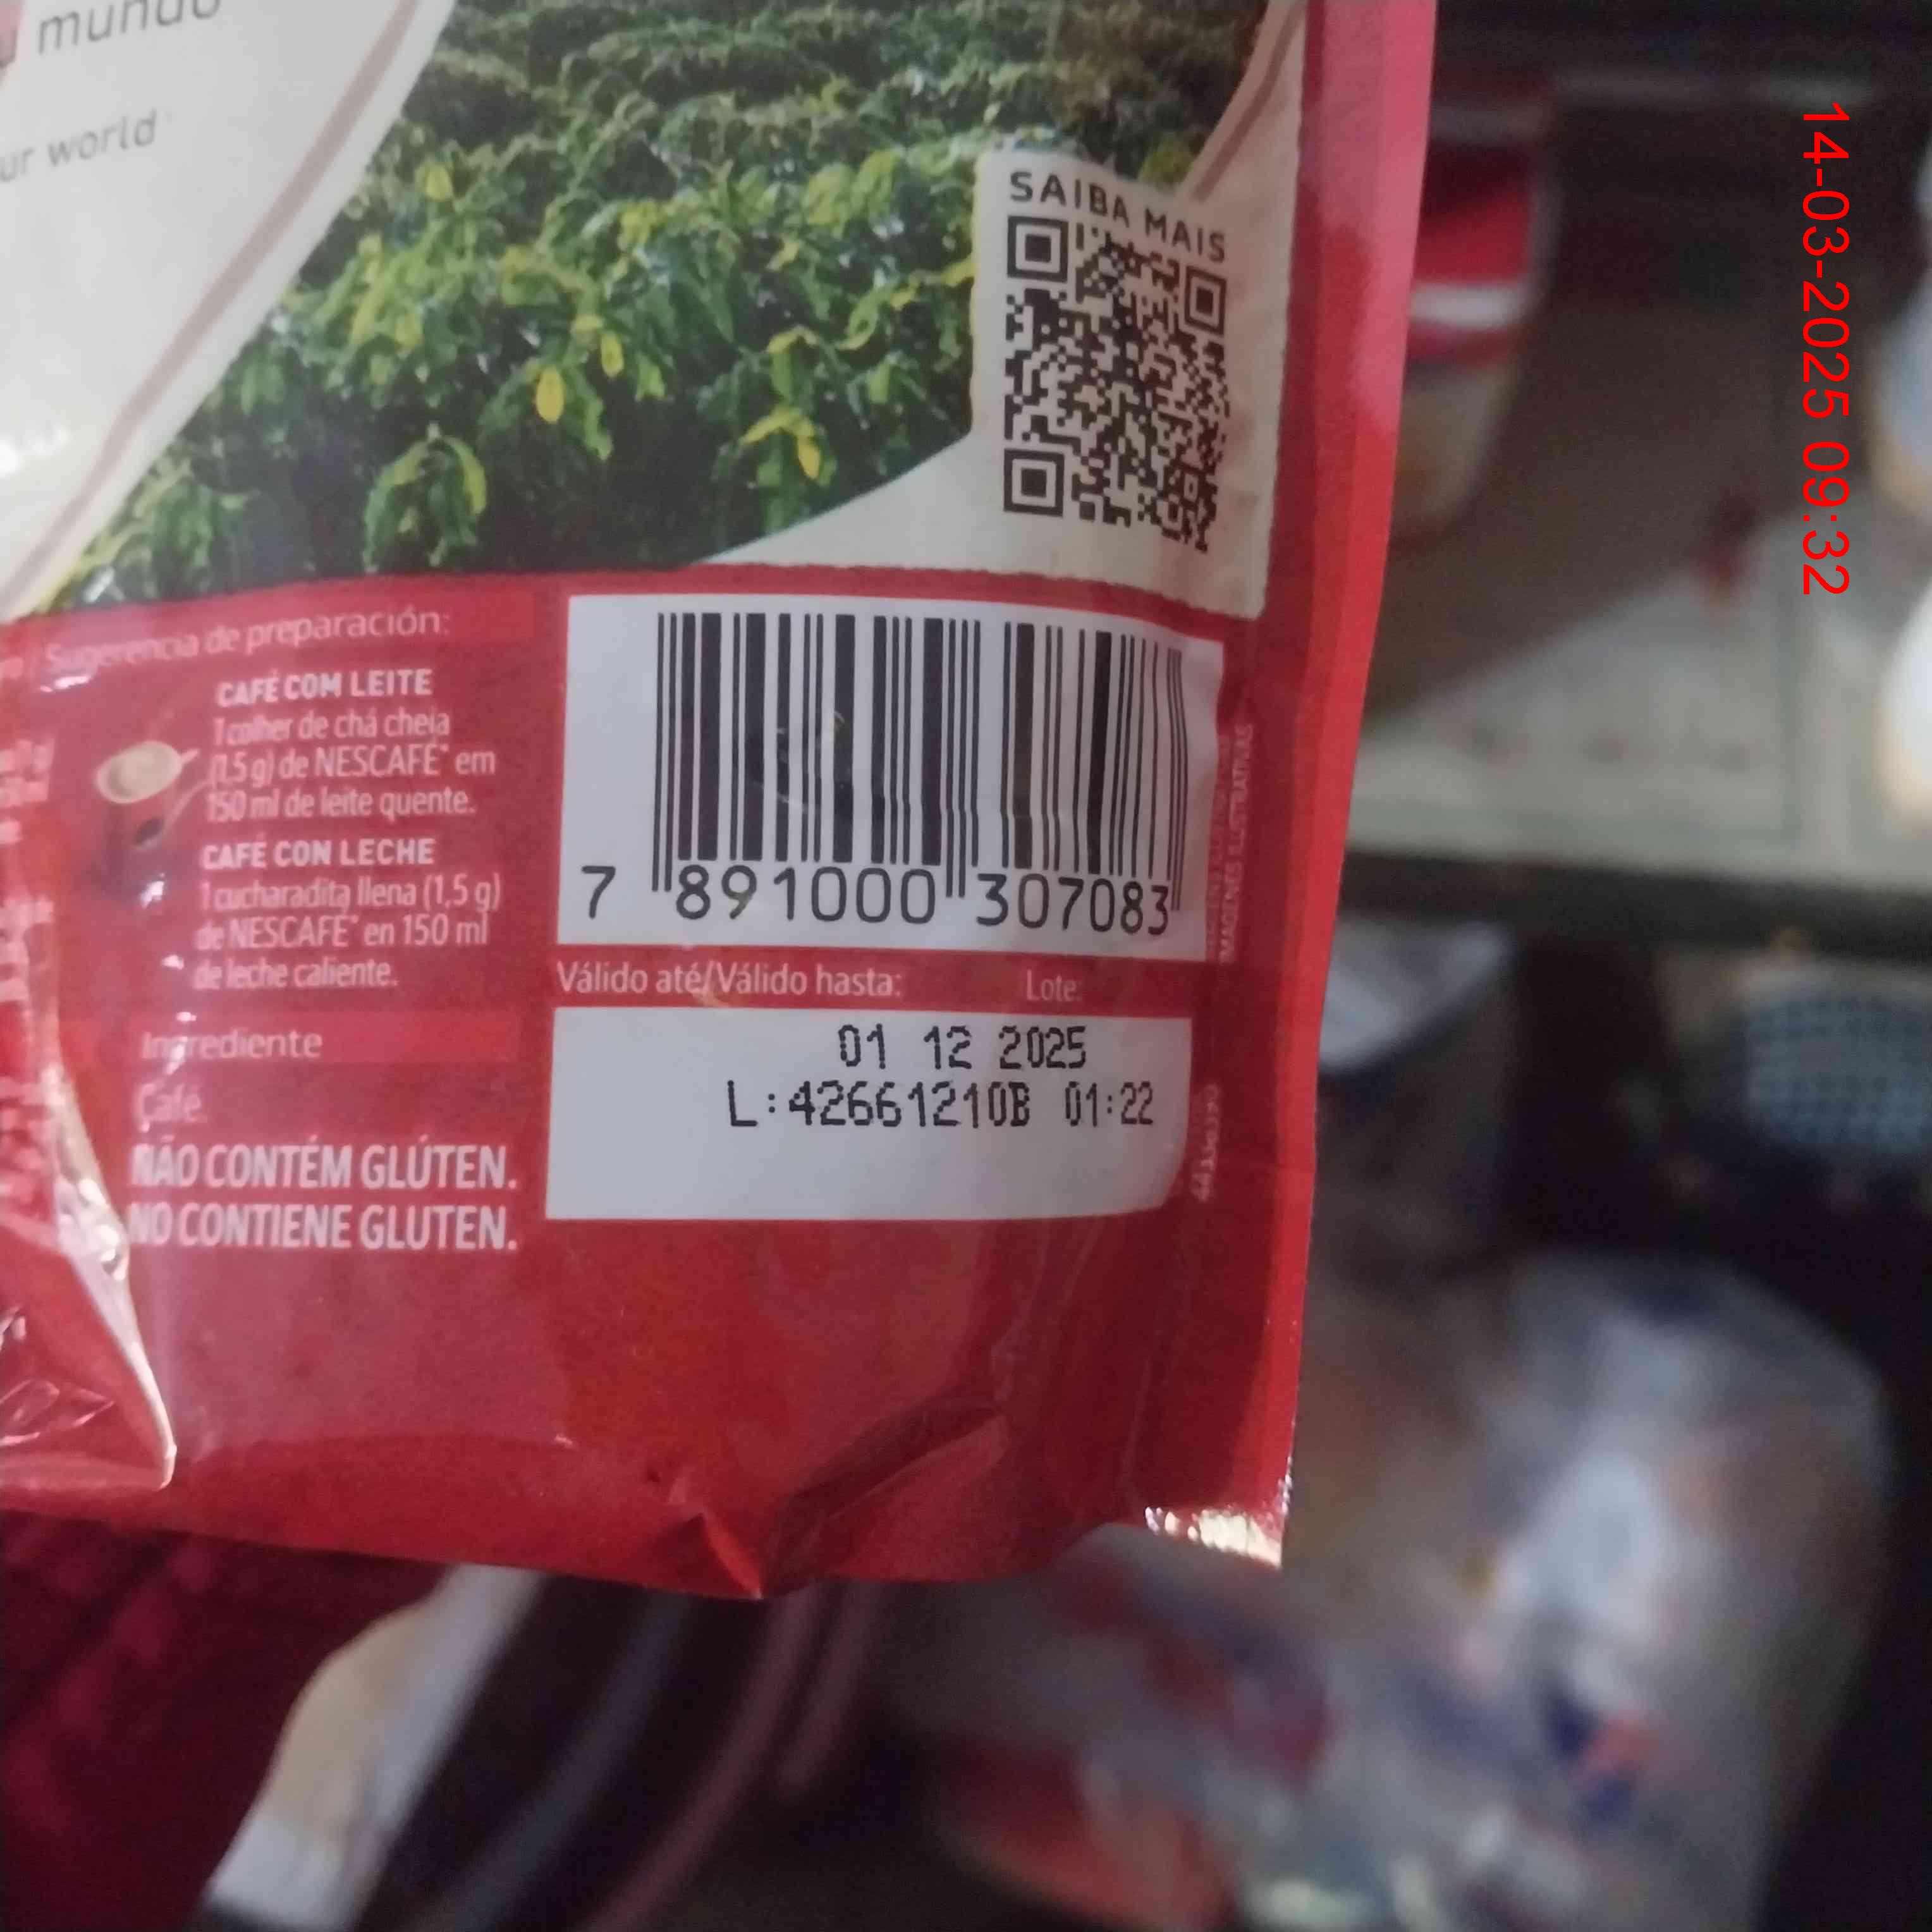 mundo
ur world
SAIBA MAIS
Sugerencia de preparación:
CAFÉ COM LEITE
1 colher de chá cheia
(1,5 g) de NESCAFÉ® em
150 ml de leite quente.
CAFÉ CON LECHE
1 cucharadita llena (1,5 g)
de NESCAFÉ® en 150 ml
de leche caliente.
Ingrediente
Café.
NÃO CONTÉM GLÚTEN.
NO CONTIENE GLUTEN.
7 891000 307083
IMÁGENES ILUSTRATIVAS
Válido até/Válido hasta: Lote:
01 12 2025
L:42661210B 01:22
14-03-2025 09:32